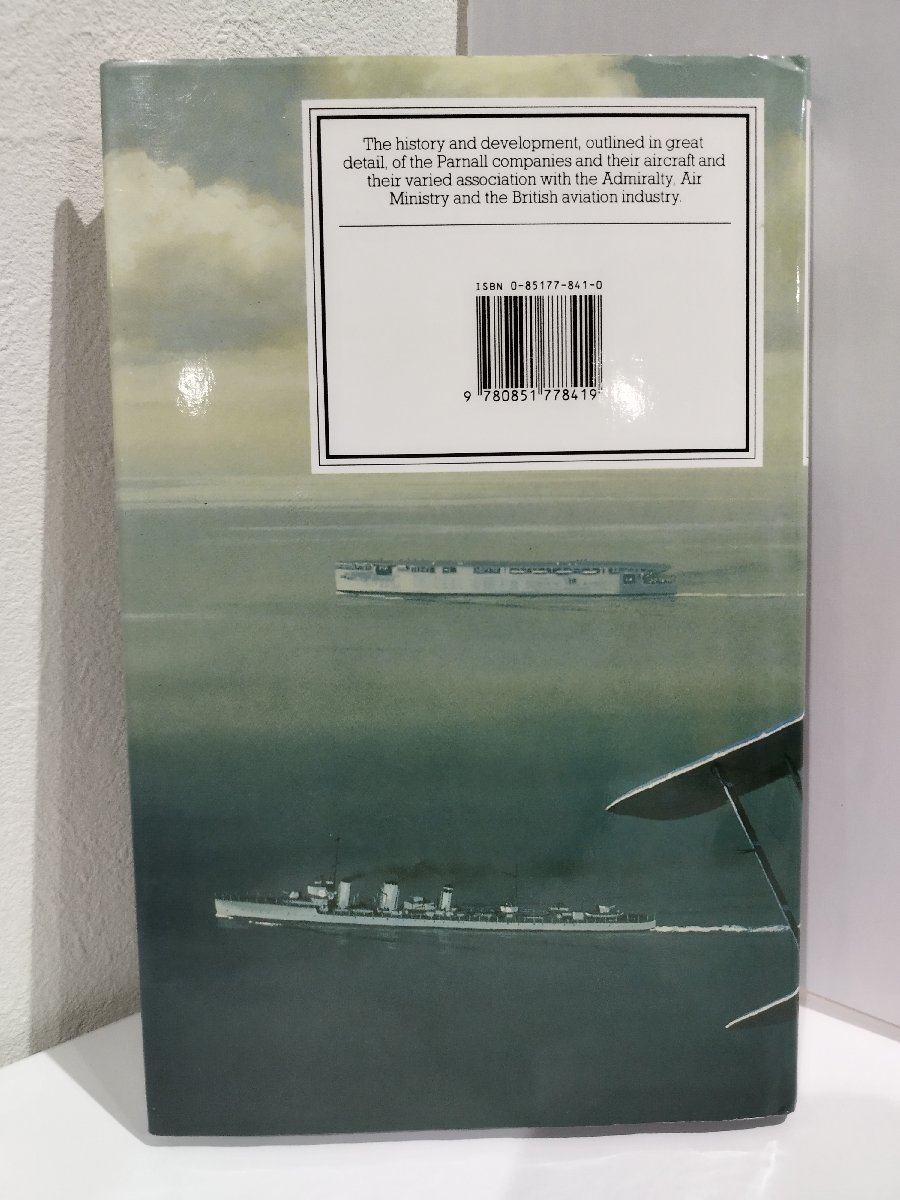 The history and development, outlined in great
detail, of the Parnall companies and their aircraft and
their varied association with the Admiralty, Air
Ministry and the British aviation industry.
ISBN 0-85177-841-0
9 780851 778419